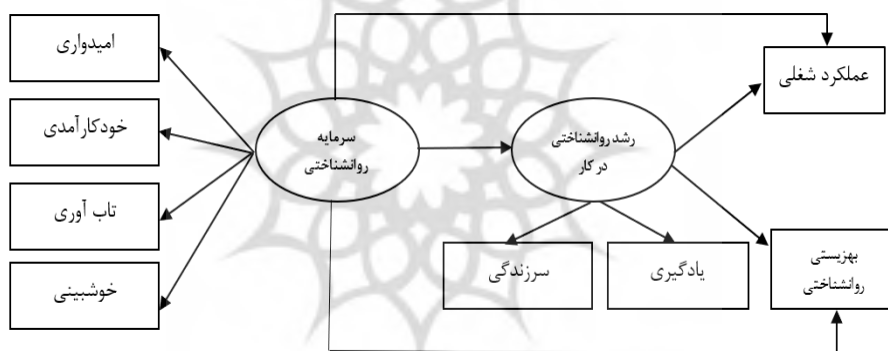 امیدواری
خودکارآمدی
تاب آوری
خوشبینی
سرمایه
روانشناختی
رشد روانشناختی
در کار
سرزندگی
یادگیری
عملکرد شغلی
بهزیستی
روانشناختی